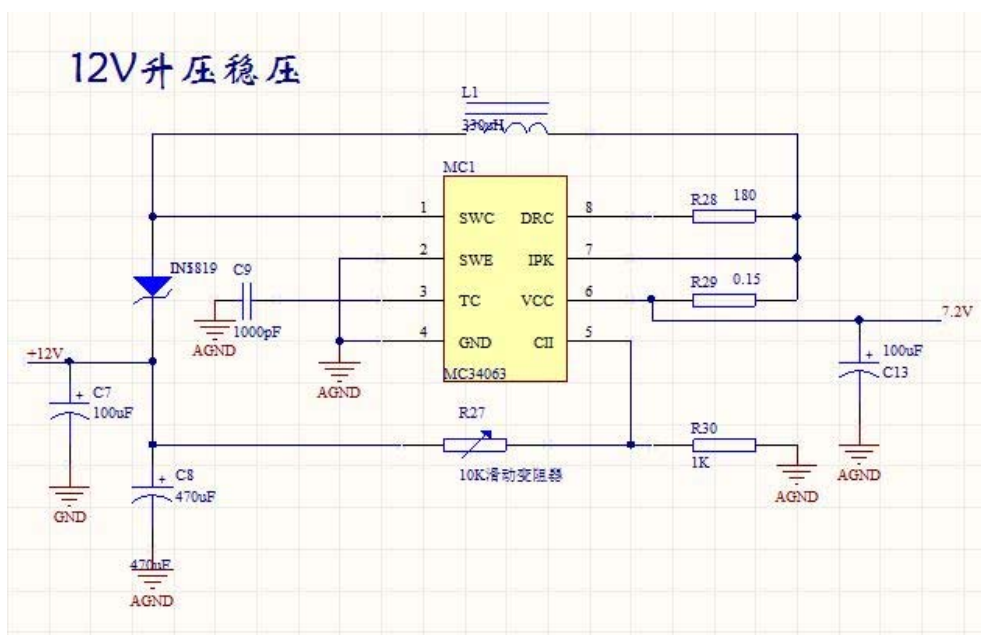 12V升压稳压
L1
330uH
MC1
1
SWC
DRC
8
R28
180
2
SWE
IPK
7
IN5819
C9
3
TC
VCC
6
R29
0.15
7.2V
1000pF
AGND
4
GND
CII
5
+12V
+
100uF
C13
MC34063
AGND
+
C7
100uF
R27
R30
10K滑动变阻器
1K
AGND
AGND
+
C8
470uF
GND
470uF
AGND